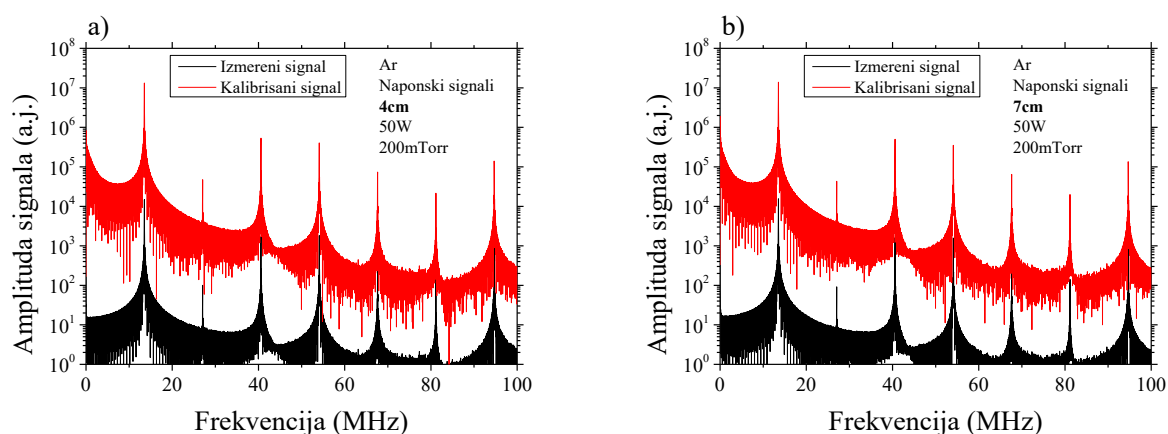 a)
10^8
10^7
10^6
10^5
10^4
10^3
10^2
10^1
10^0
Amplituda signala (a.j.)
Izmereni signal
Kalibrisani signal
Ar
Naponski signali
4cm
50W
200mTorr
0 20 40 60 80 100
Frekvencija (MHz)
b)
10^8
10^7
10^6
10^5
10^4
10^3
10^2
10^1
10^0
Amplituda signala (a.j.)
Izmereni signal
Kalibrisani signal
Ar
Naponski signali
7cm
50W
200mTorr
0 20 40 60 80 100
Frekvencija (MHz)